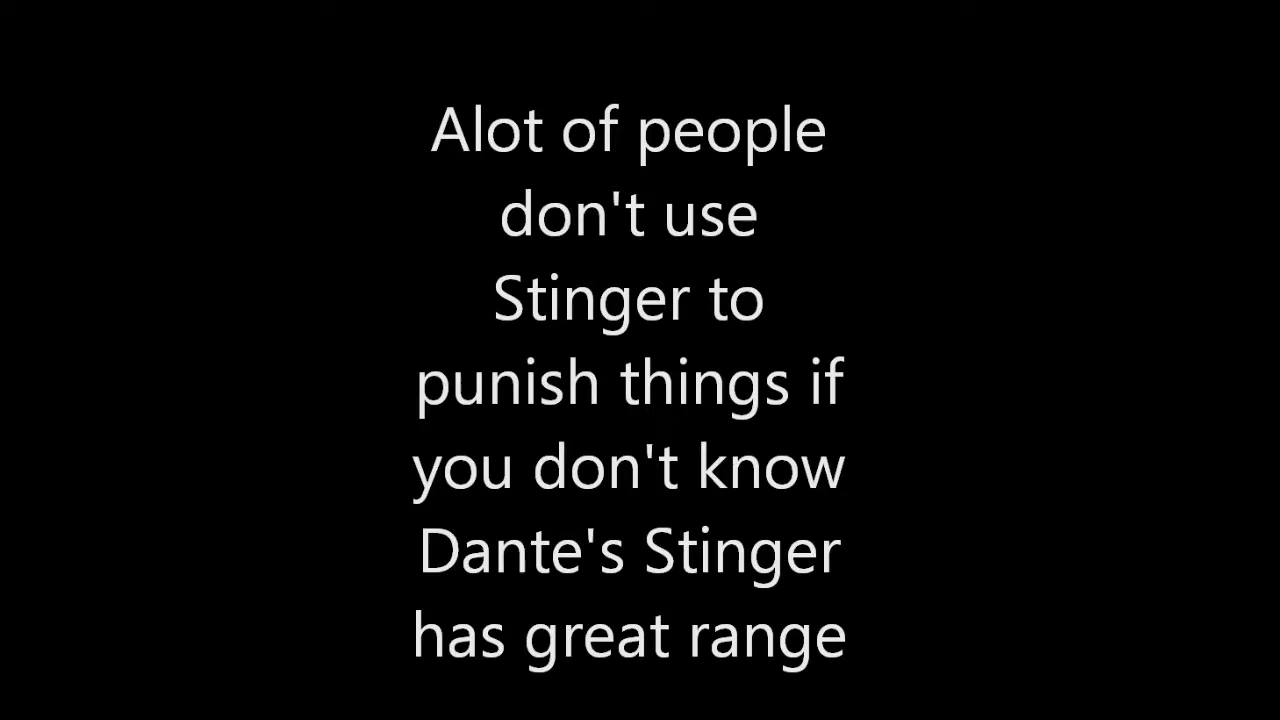 Alot of people
don't use
Stinger to
punish things if
you don't know
Dante's Stinger
has great range